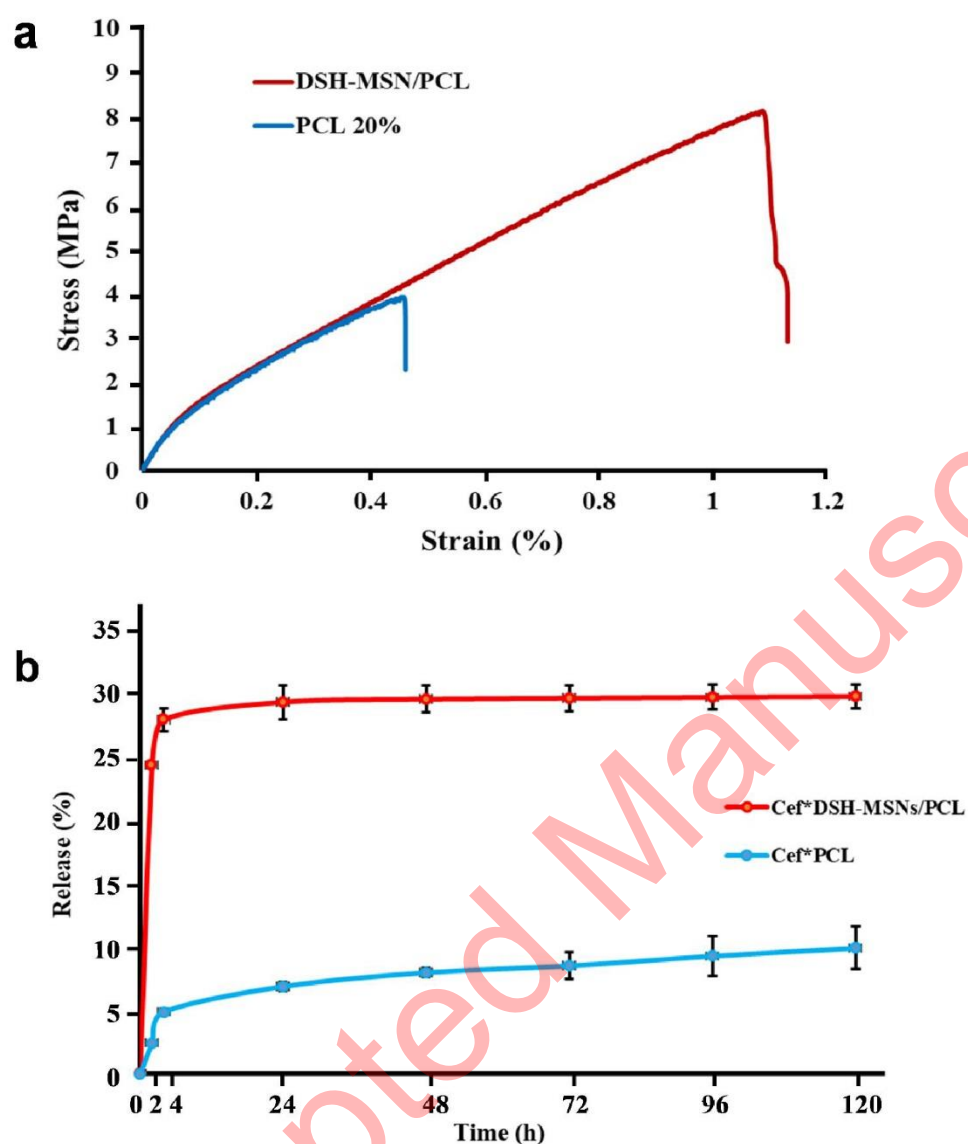 a
10
9
8
7
6
5
4
3
2
1
0
Stress (MPa)
DSH-MSN/PCL
PCL 20%
0 0.2 0.4 0.6 0.8 1 1.2
Strain (%)
b
35
30
25
20
15
10
5
0
Release (%)
Cef*DSH-MSNs/PCL
Cef*PCL
0 2 4 24 48 72 96 120
Time (h)
pted Manusc